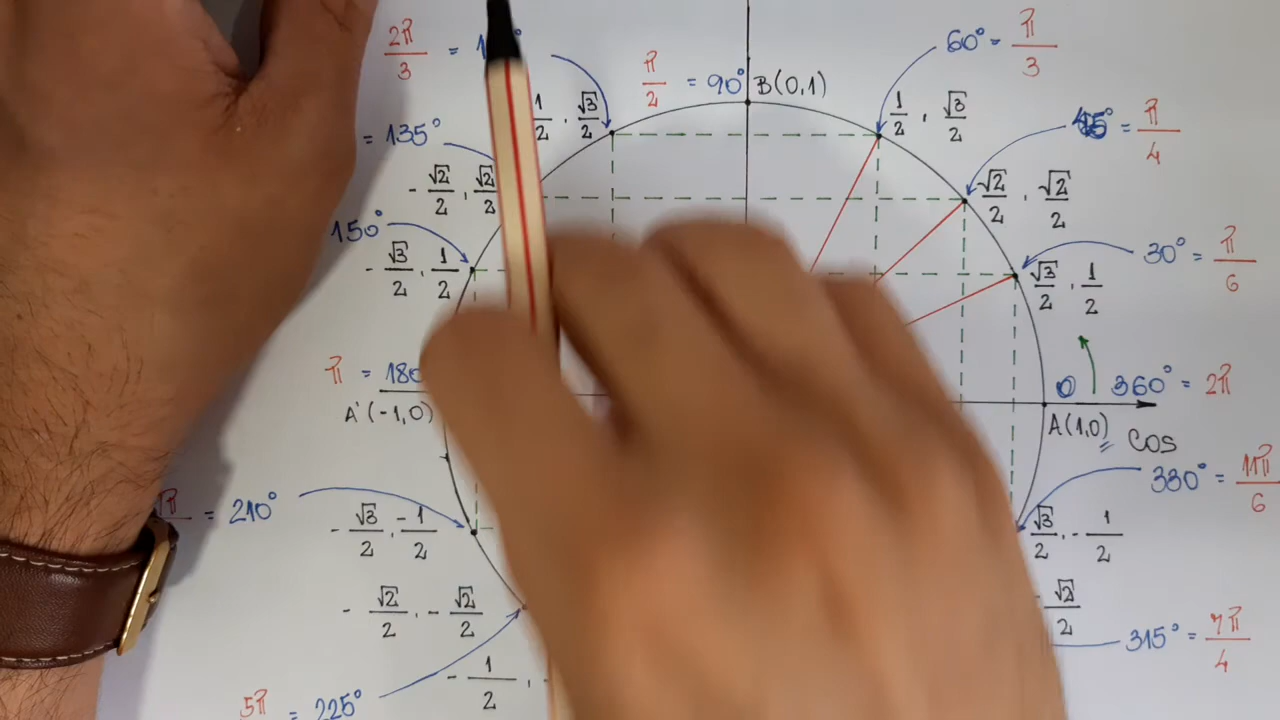 2π/3 =
π/2 = 90° B(0,1)
60° = π/3
1/2 . √3/2
1/2 . √3/2
= 135°
45° = π/4
- √2/2 . √2/2
√2/2 . √2/2
150°
- √3/2 . 1/2
30° = π/6
√3/2 . 1/2
π = 180
0 360° = 2π
A'(-1,0)
A(1,0) COS
= 210°
330° = 11π/6
- √3/2 . -1/2
√3/2 . - 1/2
- √2/2 . - √2/2
√2/2
315° = 7π/4
- 1/2 .
5π = 225°